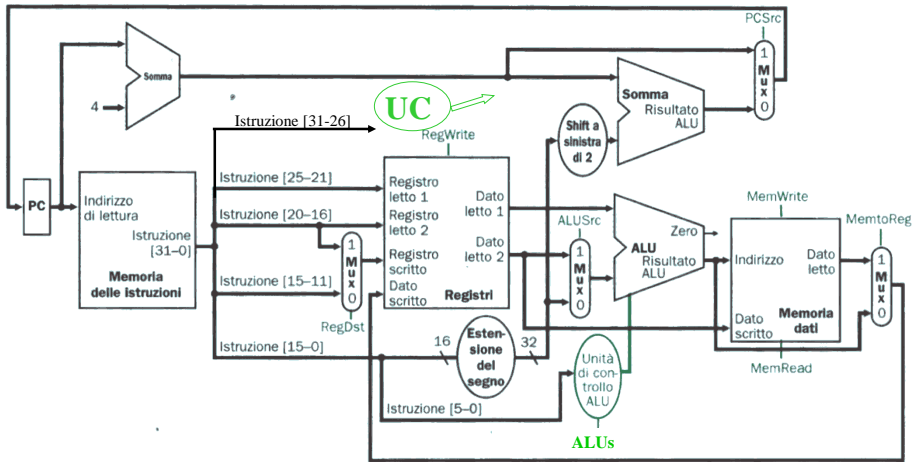 PCSrc
1
Mux
0
Somma
4
UC
Somma
Risultato
ALU
Istruzione [31-26]
RegWrite
Shift a
sinistra
di 2
Istruzione [25–21]
Registro
letto 1
Dato
letto 1
PC
Indirizzo
di lettura
Istruzione
[31–0]
Memoria
delle istruzioni
Istruzione [20–16]
Registro
letto 2
Dato
letto 2
ALUSrc
1
Mux
0
Zero
ALU
Risultato
ALU
MemWrite
MemtoReg
1
Mux
0
Registro
scritto
Dato
scritto
Registri
Istruzione [15–11]
1
Mux
0
RegDst
Indirizzo
Dato
letto
Dato
scritto
Memoria
dati
MemRead
Istruzione [15–0]
16
Esten-
sione
del
segno
32
Unità
di con-
trollo
ALU
Istruzione [5–0]
ALUs